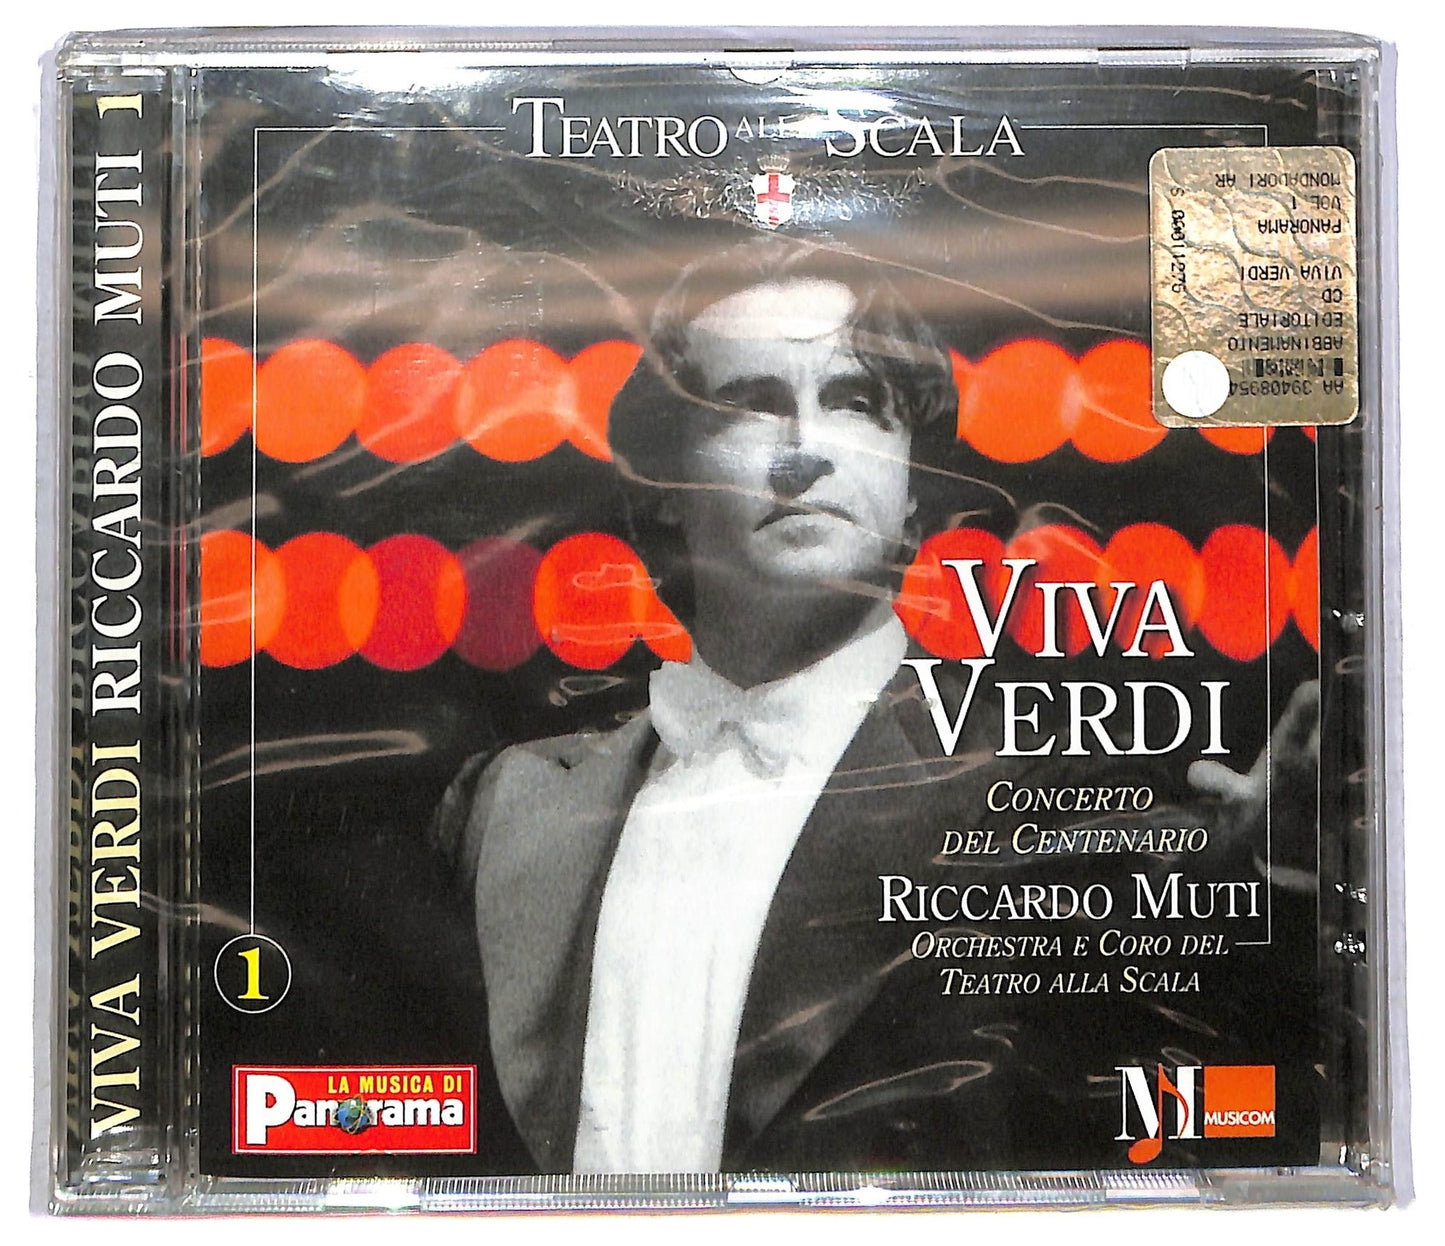 TEATRO ALLA SCALA
VIVA VERDI RICCARDO MUTI 1
AA 39408954
ABBINAMENTO
EDITORIALE
CD
VIVA VERDI
PANORAMA
VOL 1
MONDADORI AR
VIVA
VERDI
CONCERTO
DEL CENTENARIO
RICCARDO MUTI
ORCHESTRA E CORO DEL
TEATRO ALLA SCALA
1
LA MUSICA DI
Panorama
M
MUSICOM